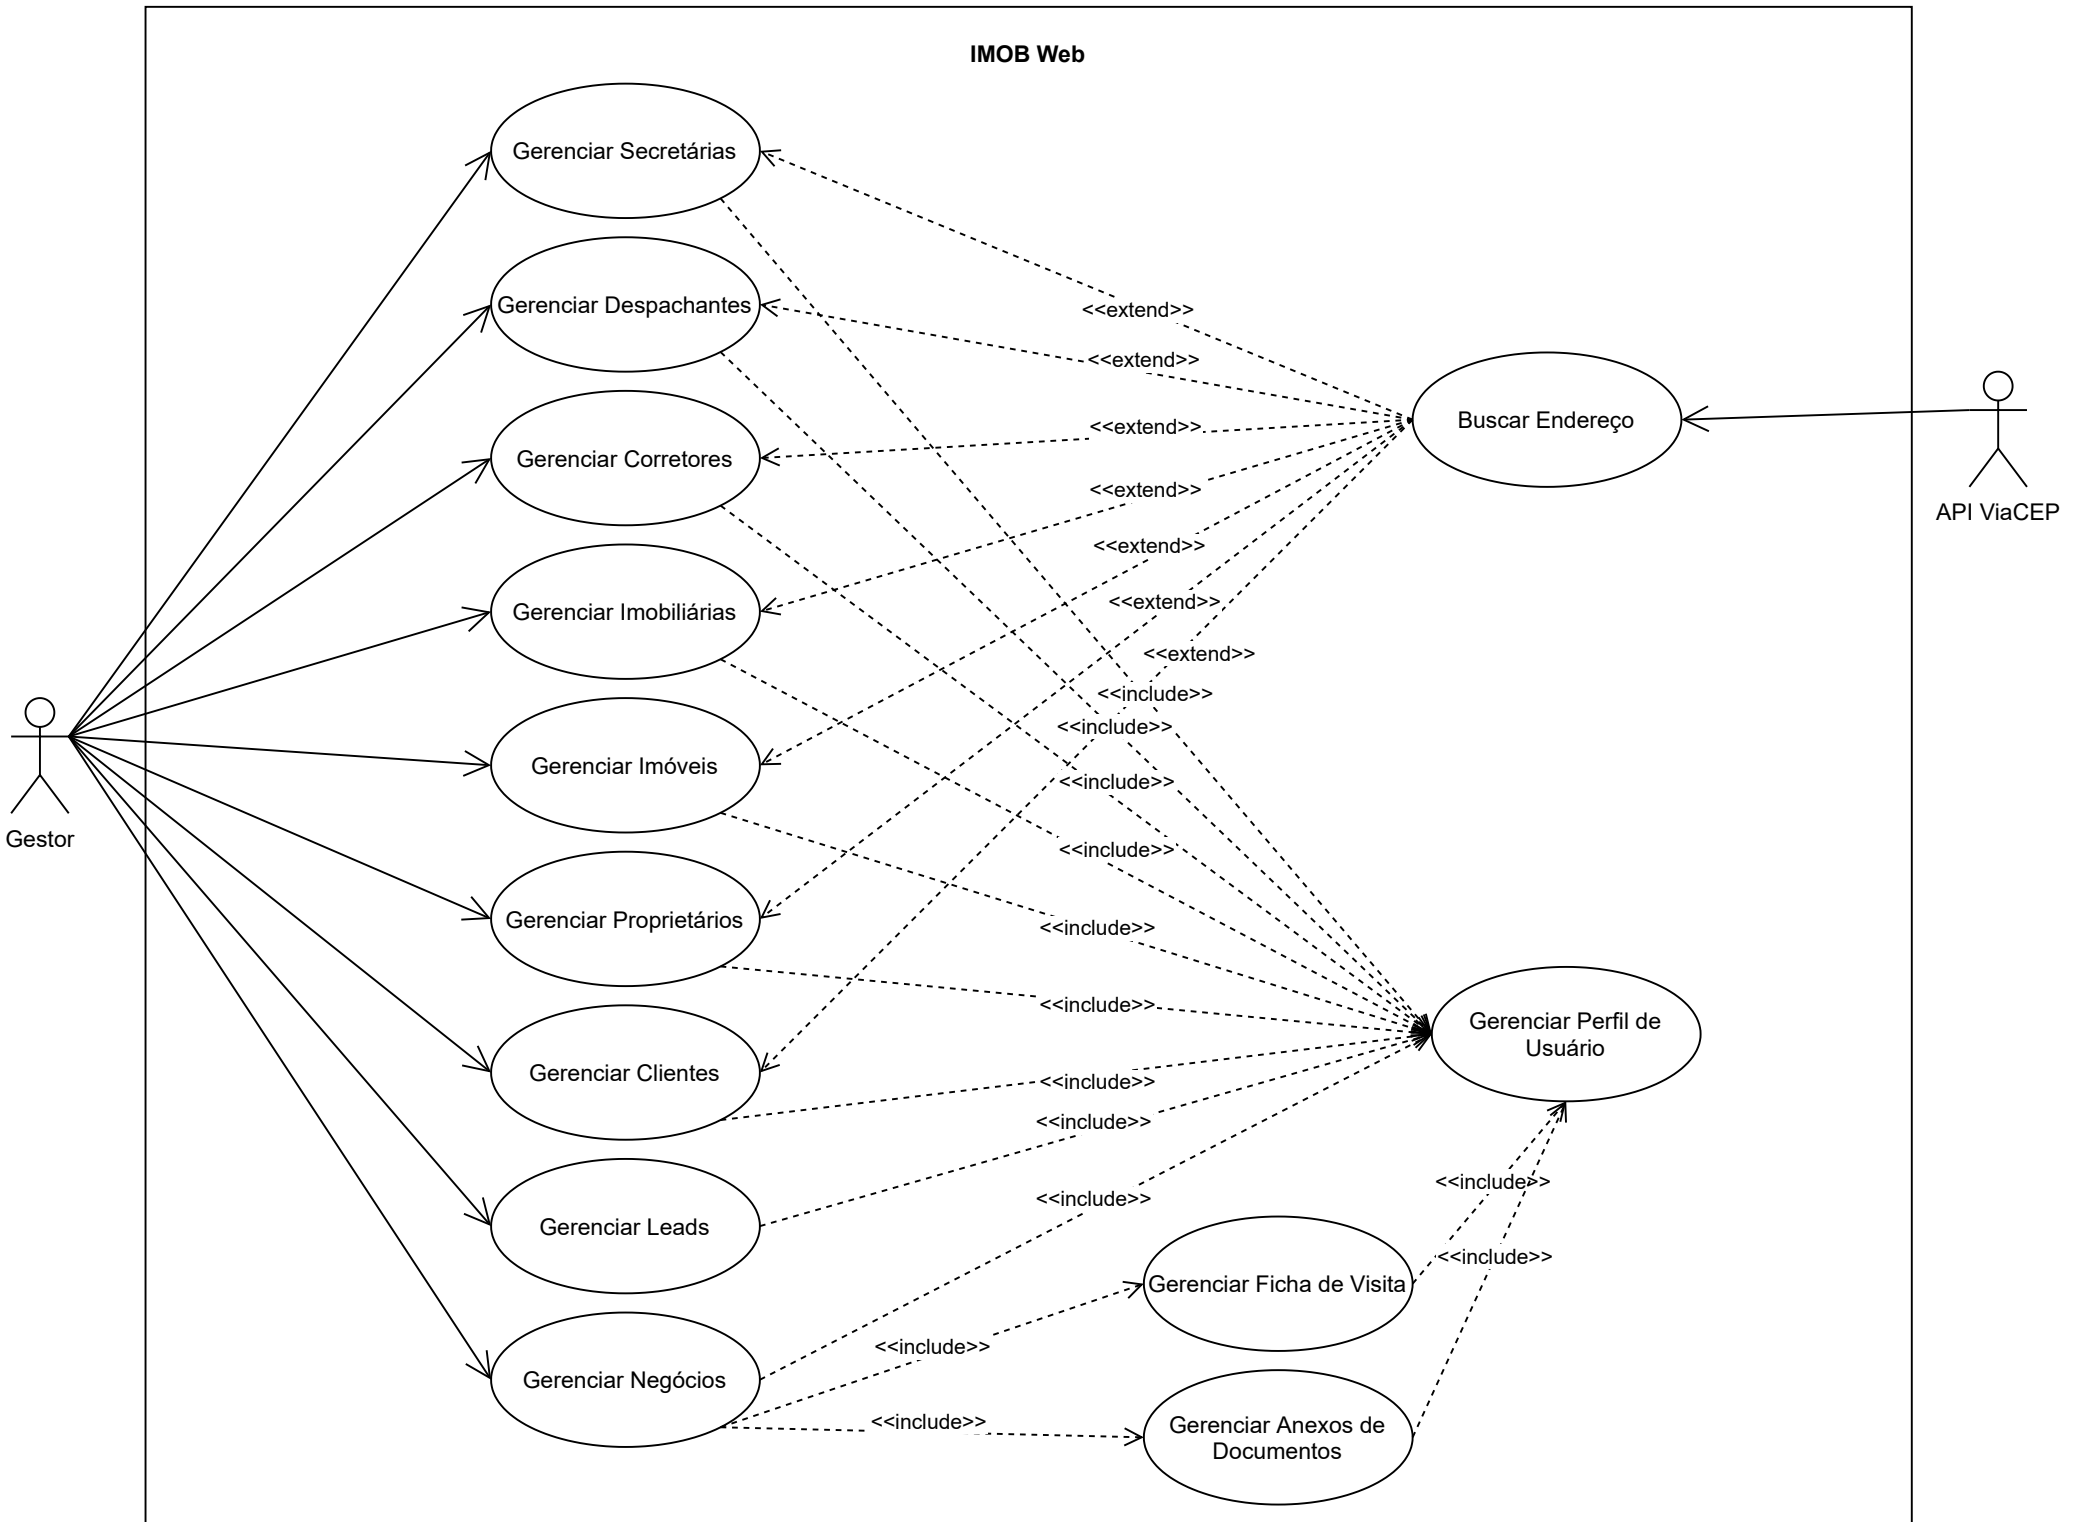 IMOB Web
Gerenciar Secretárias
Gerenciar Despachantes
<<extend>>
<<extend>>
Buscar Endereço
<<extend>>
Gerenciar Corretores
<<extend>>
API ViaCEP
<<extend>>
<<extend>>
Gerenciar Imobiliárias
<<extend>>
<<include>>
<<include>>
Gerenciar Imóveis
<<include>>
Gestor
<<include>>
Gerenciar Proprietários
<<include>>
<<include>>
Gerenciar Perfil de
Usuário
Gerenciar Clientes
<<include>>
<<include>>
<<include>>
<<include>>
Gerenciar Leads
<<include>>
Gerenciar Ficha de Visita
<<include>>
Gerenciar Negócios
<<include>>
Gerenciar Anexos de
Documentos